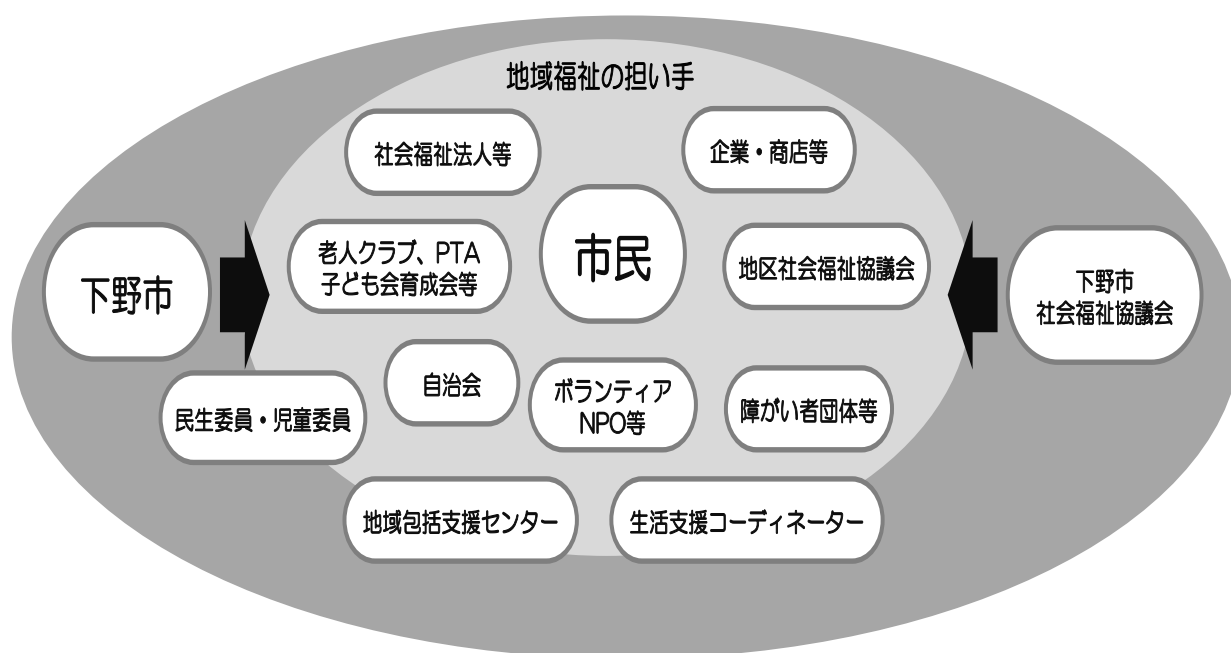 地域福祉の担い手
社会福祉法人等
企業・商店等
老人クラブ、PTA
子ども会育成会等
市民
地区社会福祉協議会
下野市
下野市
社会福祉協議会
自治会
ボランティア
NPO等
障がい者団体等
民生委員・児童委員
地域包括支援センター
生活支援コーディネーター